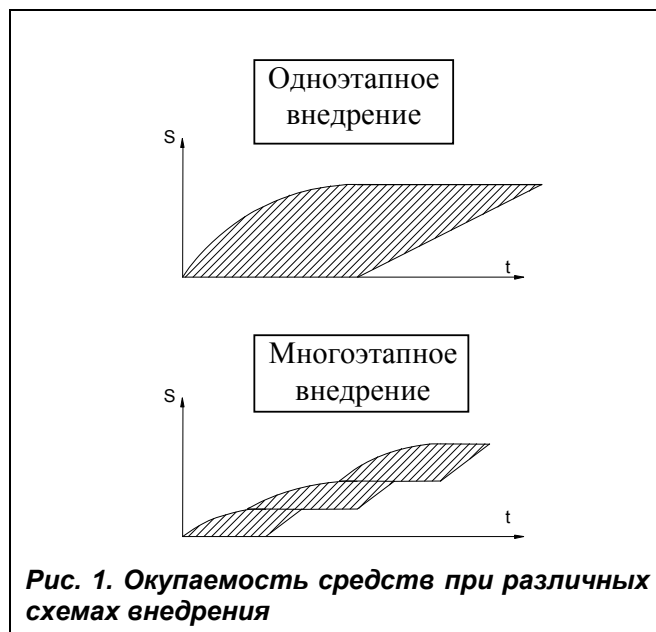 Одноэтапное
внедрение
S
t
Многоэтапное
внедрение
S
t
Рис. 1. Окупаемость средств при различных
схемах внедрения